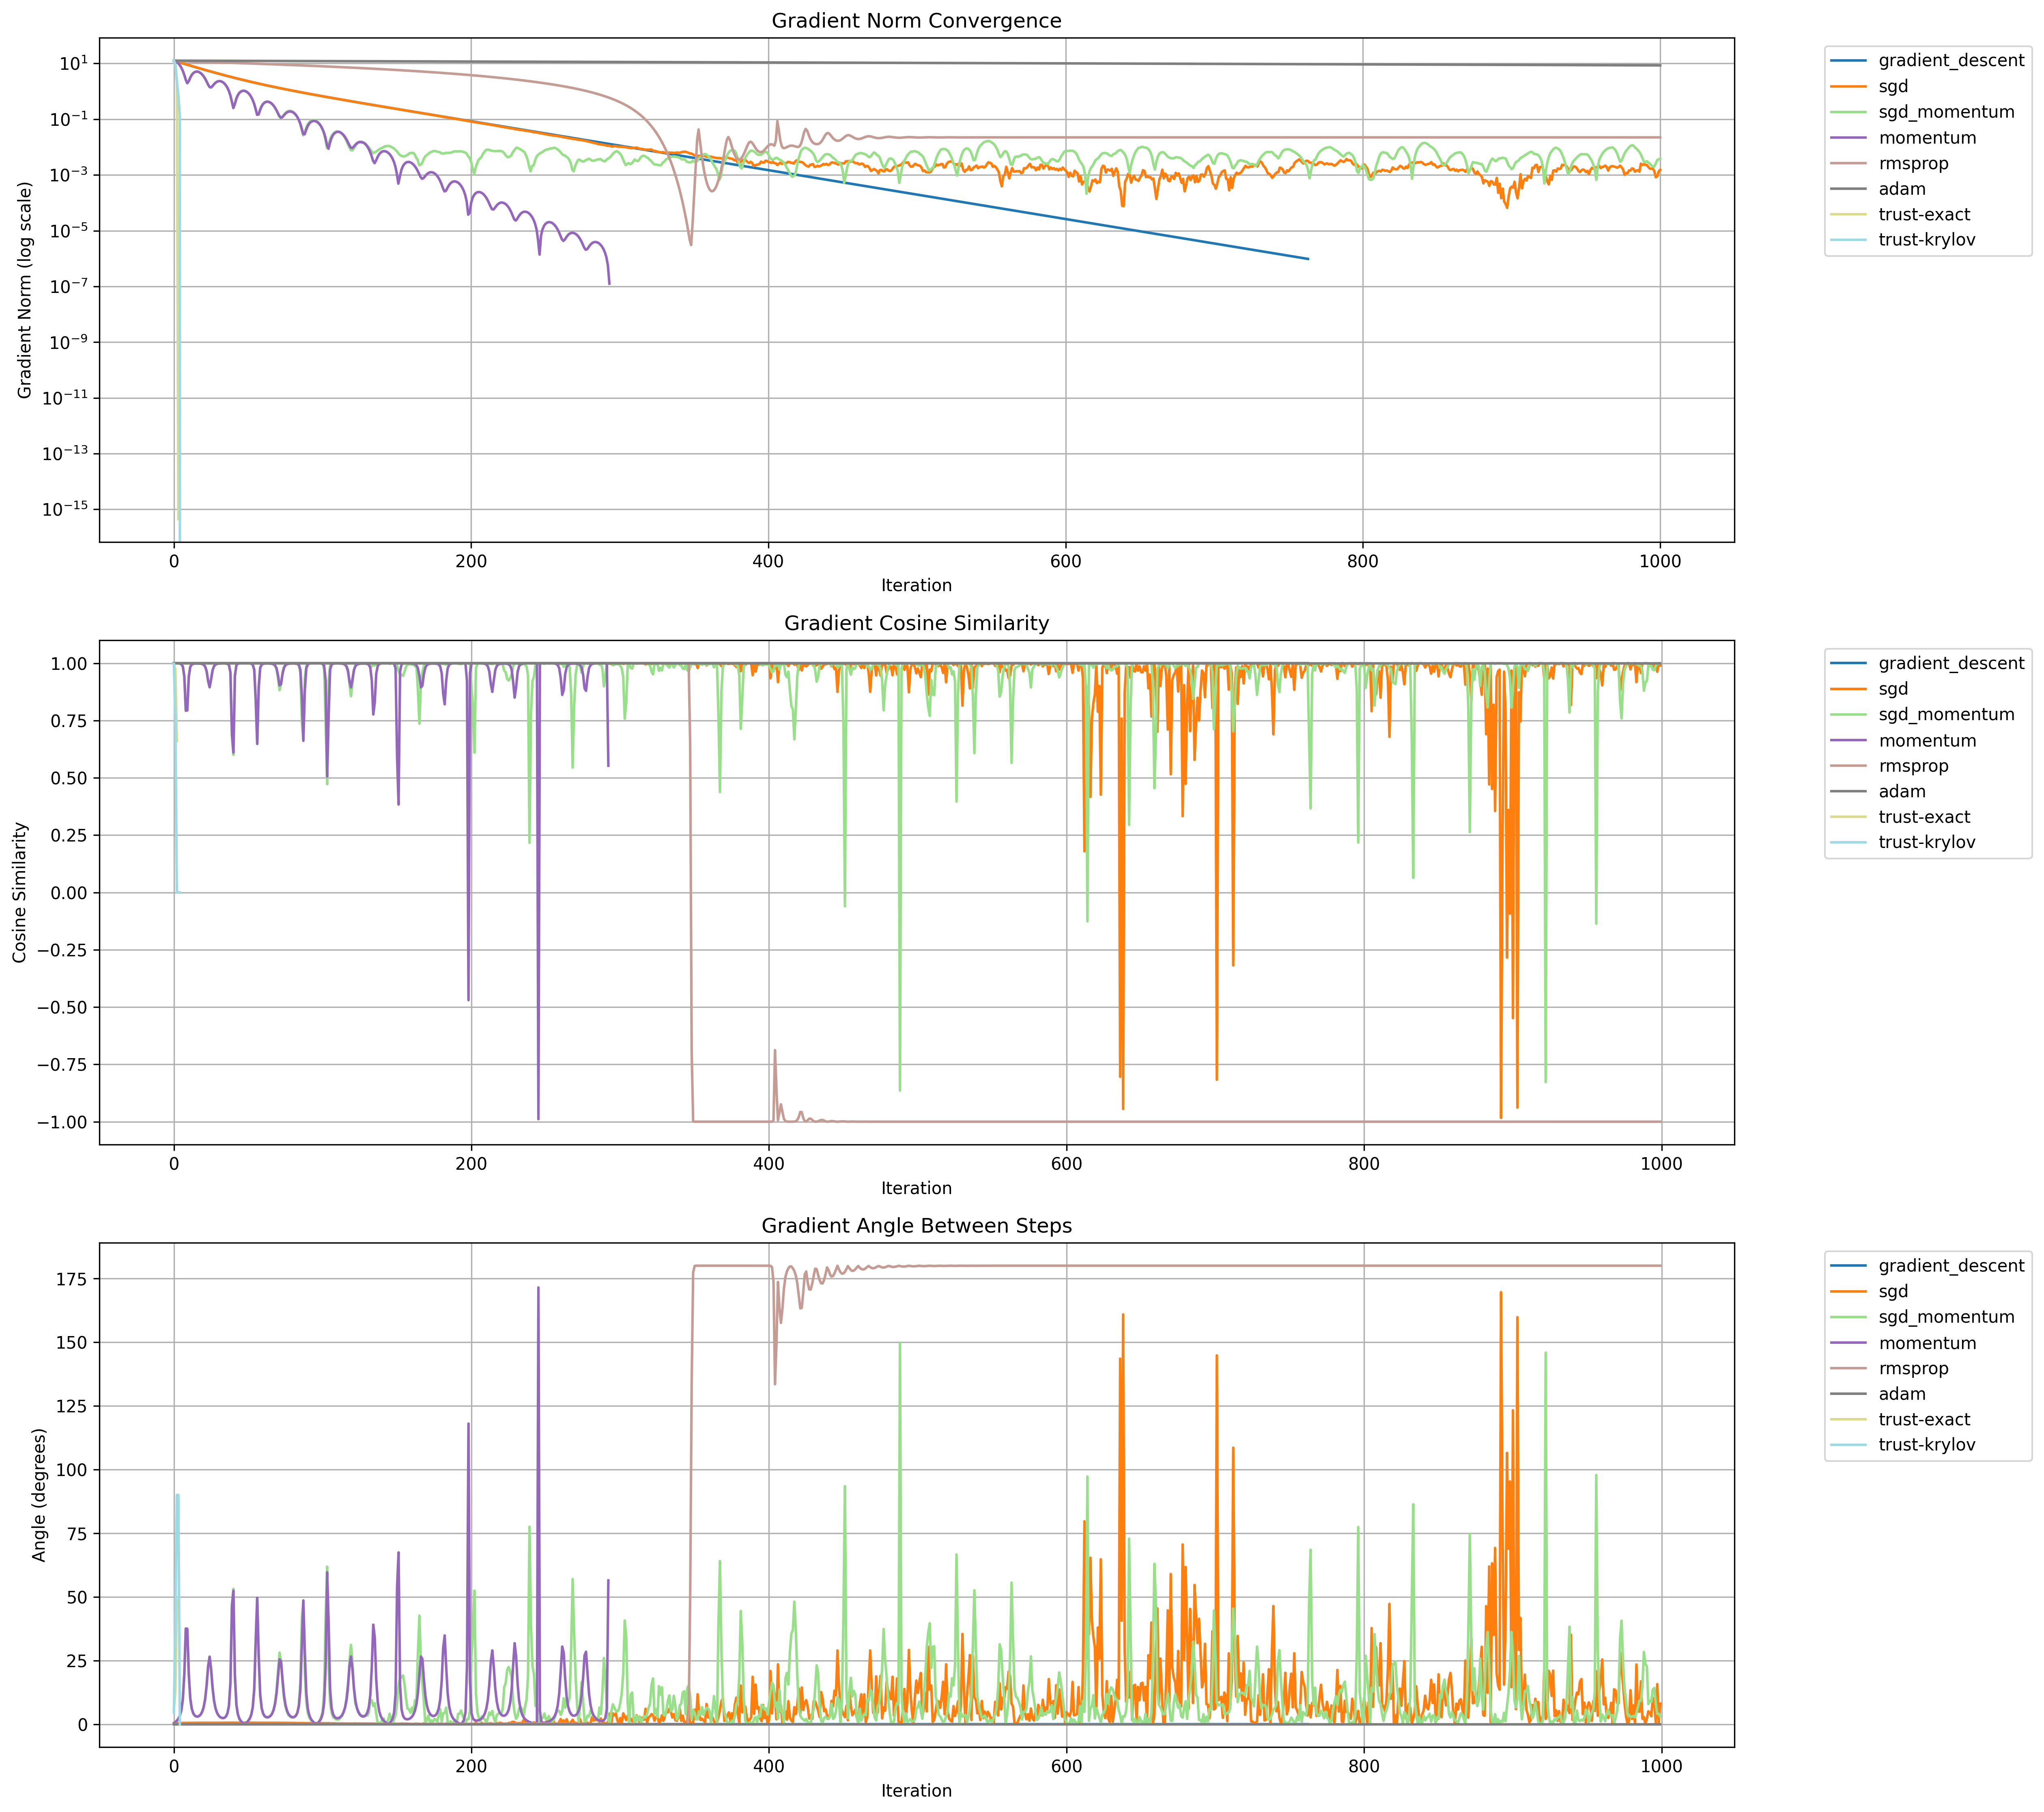 Gradient Norm Convergence
Gradient Norm (log scale)
10^1
10^-1
10^-3
10^-5
10^-7
10^-9
10^-11
10^-13
10^-15
0 200 400 600 800 1000
Iteration
gradient_descent
sgd
sgd_momentum
momentum
rmsprop
adam
trust-exact
trust-krylov
Gradient Cosine Similarity
Cosine Similarity
1.00
0.75
0.50
0.25
0.00
−0.25
−0.50
−0.75
−1.00
0 200 400 600 800 1000
Iteration
gradient_descent
sgd
sgd_momentum
momentum
rmsprop
adam
trust-exact
trust-krylov
Gradient Angle Between Steps
Angle (degrees)
175
150
125
100
75
50
25
0
0 200 400 600 800 1000
Iteration
gradient_descent
sgd
sgd_momentum
momentum
rmsprop
adam
trust-exact
trust-krylov